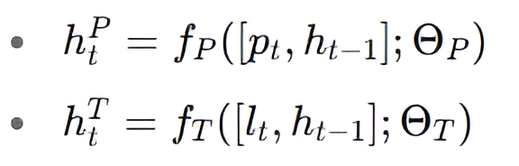 • h_t^P = f_P([p_t, h_{t−1}]; Θ_P)
• h_t^T = f_T([l_t, h_{t−1}]; Θ_T)